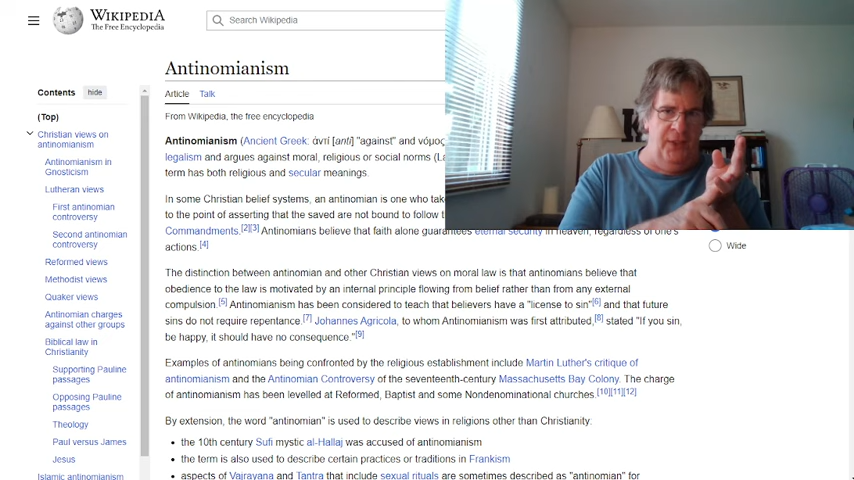 WIKIPEDIA
The Free Encyclopedia
Search Wikipedia
Contents hide
(Top)
Christian views on
antinomianism
Antinomianism in
Gnosticism
Lutheran views
First antinomian
controversy
Second antinomian
controversy
Reformed views
Methodist views
Quaker views
Antinomian charges
against other groups
Biblical law in
Christianity
Supporting Pauline
passages
Opposing Pauline
passages
Theology
Paul versus James
Jesus
Islamic antinomianism
Antinomianism
Article Talk
From Wikipedia, the free encyclopedia
Antinomianism (Ancient Greek: ἀντί [anti] "against" and νόμος
legalism and argues against moral, religious or social norms (La
term has both religious and secular meanings.
In some Christian belief systems, an antinomian is one who take
to the point of asserting that the saved are not bound to follow t
Commandments.[2][3] Antinomians believe that faith alone guarantees eternal security in heaven, regardless of one's
actions.[4]
The distinction between antinomian and other Christian views on moral law is that antinomians believe that
obedience to the law is motivated by an internal principle flowing from belief rather than from any external
compulsion.[5] Antinomianism has been considered to teach that believers have a "license to sin"[6] and that future
sins do not require repentance.[7] Johannes Agricola, to whom Antinomianism was first attributed,[8] stated "If you sin,
be happy, it should have no consequence."[9]
Examples of antinomians being confronted by the religious establishment include Martin Luther's critique of
antinomianism and the Antinomian Controversy of the seventeenth-century Massachusetts Bay Colony. The charge
of antinomianism has been levelled at Reformed, Baptist and some Nondenominational churches.[10][11][12]
By extension, the word "antinomian" is used to describe views in religions other than Christianity:
• the 10th century Sufi mystic al-Hallaj was accused of antinomianism
• the term is also used to describe certain practices or traditions in Frankism
• aspects of Vajrayana and Tantra that include sexual rituals are sometimes described as "antinomian" for
Wide